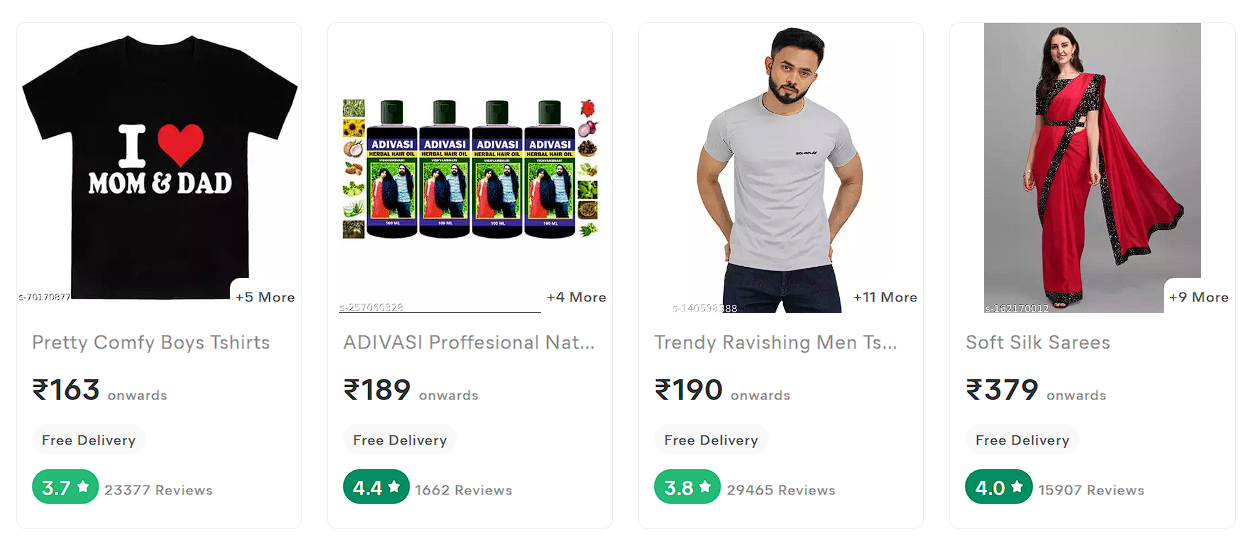 I ❤
MOM & DAD
s-70170877
+5 More
Pretty Comfy Boys Tshirts
₹163 onwards
Free Delivery
3.7 ★ 23377 Reviews
ADIVASI ADIVASI ADIVASI ADIVASI
HERBAL HAIR OIL HERBAL HAIR OIL HERBAL HAIR OIL HERBAL HAIR OIL
100 ML 100 ML 100 ML 100 ML
+4 More
ADIVASI Proffesional Nat...
₹189 onwards
Free Delivery
4.4 ★ 1662 Reviews
+11 More
Trendy Ravishing Men Ts...
₹190 onwards
Free Delivery
3.8 ★ 29465 Reviews
s-162170012
+9 More
Soft Silk Sarees
₹379 onwards
Free Delivery
4.0 ★ 15907 Reviews